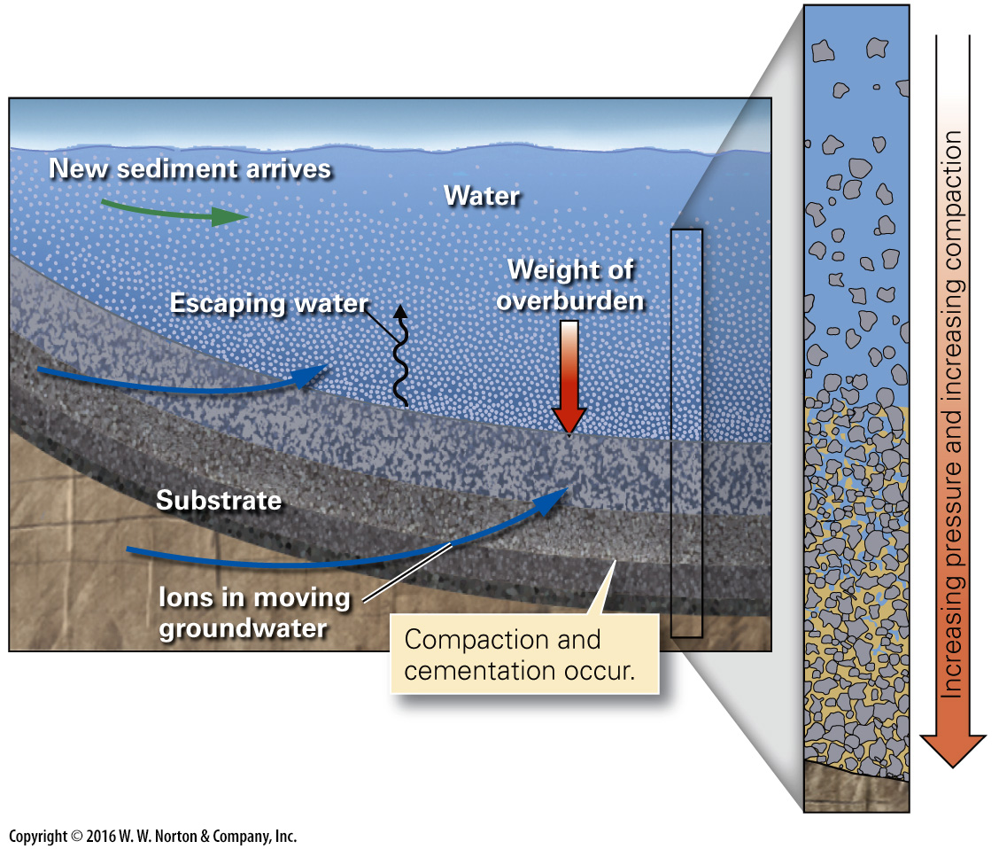 New sediment arrives
Water
Weight of
overburden
Escaping water
Substrate
Ions in moving
groundwater
Compaction and
cementation occur.
Increasing pressure and increasing compaction
Copyright © 2016 W. W. Norton & Company, Inc.